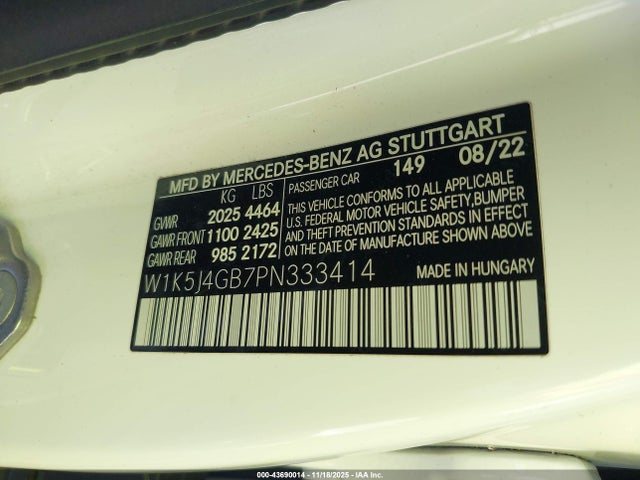 MFD BY MERCEDES-BENZ AG STUTTGART
KG LBS
GVWR 2025 4464
GAWR FRONT 1100 2425
GAWR REAR 985 2172
PASSENGER CAR 149 08/22
THIS VEHICLE CONFORMS TO ALL APPLICABLE
U.S. FEDERAL MOTOR VEHICLE SAFETY, BUMPER
AND THEFT PREVENTION STANDARDS IN EFFECT
ON THE DATE OF MANUFACTURE SHOWN ABOVE.
W1K5J4GB7PN333414
MADE IN HUNGARY
000-43690014 - 11/18/2025 - IAAI.COM